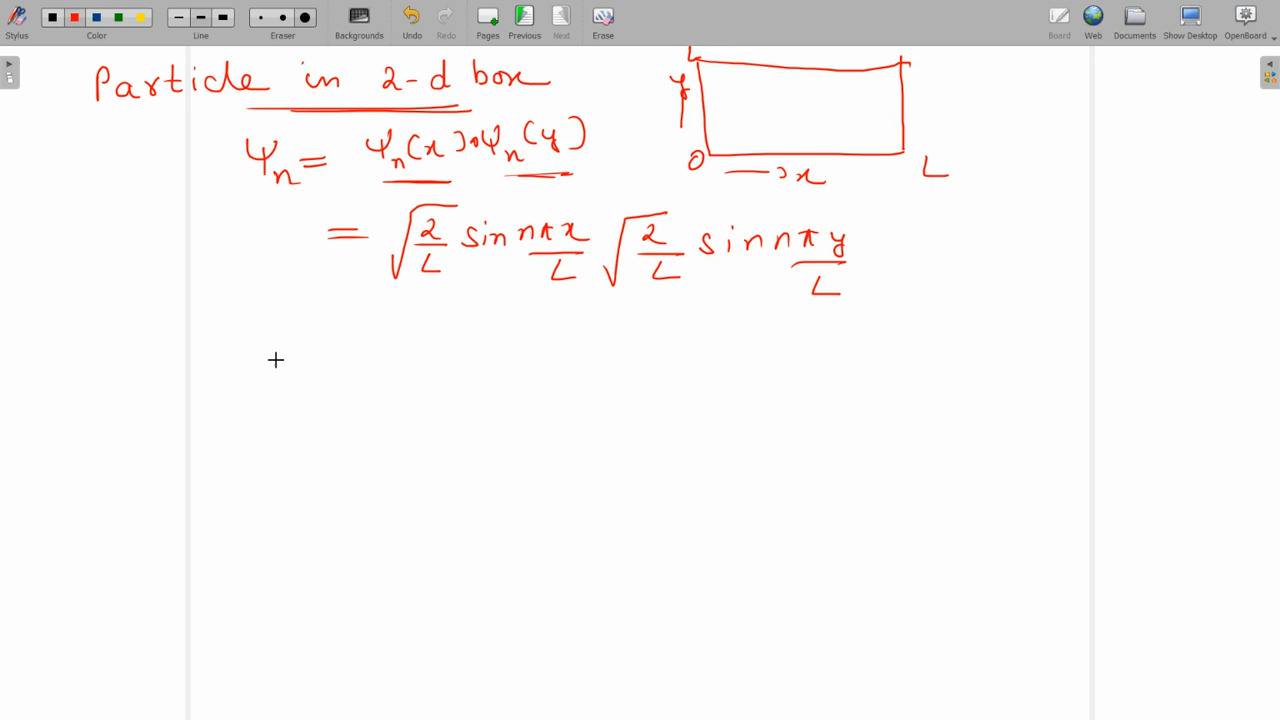 Stylus Color Line Eraser Backgrounds Undo Redo Pages Previous Next Erase Board Web Documents Show Desktop OpenBoard
Particle in 2-d box
L
y
0 → x L
ψn = ψn(x).ψn(y)
= √(2/L) sin nπx/L √(2/L) sin nπy/L